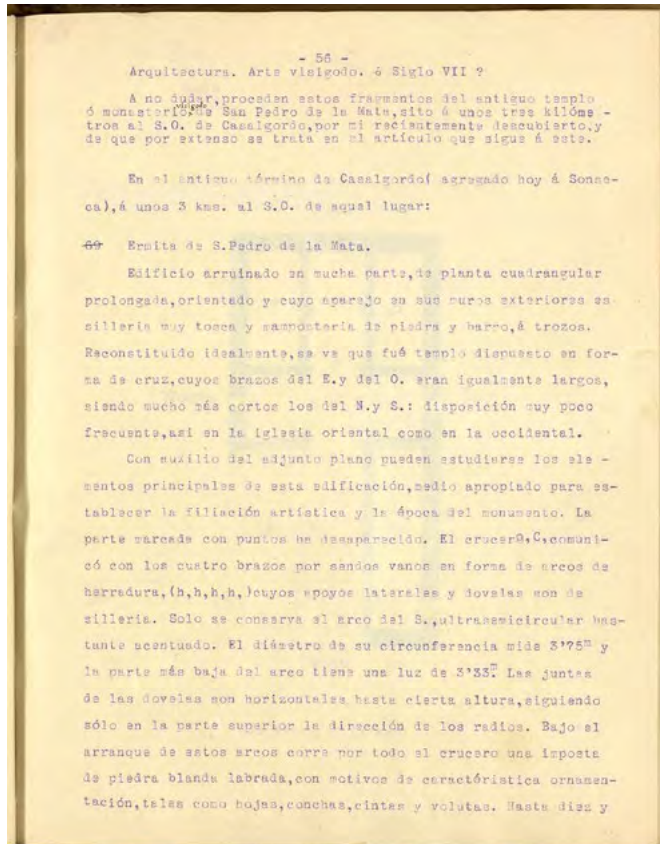 - 56 -
Arquitectura. Arte visigodo. ó Siglo VII ?
A no dudar,proceden estos fragmentos del antiguo templo
visigodo
ó monasterio,de San Pedro de la Mata,sito á unos tres kilóme -
tros al S.O. de Casalgordo,por mi recientemente descubierto,y
de que por extenso se trata en el artículo que sigue á este.
En el antiguo término de Casalgordo( agregado hoy á Sonse-
ca),á unos 3 kms. al S.O. de aquel lugar:
69 Ermita de S.Pedro de la Mata.
Edificio arruinado en mucha parte,de planta cuadrangular
prolongada,orientado y cuyo aparejo en sus muros exteriores es
silleria muy tosca y mamposteria de piedra y barro,á trozos.
Reconstituido idealmente,se ve que fué templo dispuesto en for-
ma de cruz,cuyos brazos del E.y del O. eran igualmente largos,
siendo mucho más cortos los del N.y S.: disposición muy poco
frecuente,asi en la iglesia oriental como en la occidental.
Con auxilio del adjunto plano pueden estudiarse los ele -
mentos principales de esta edificación,medio apropiado para es-
tablecer la filiación artística y la época del monumento. La
parte marcada con puntos ha desaparecido. El crucero,C,comuni-
có con los cuatro brazos por sendos vanos en forma de arcos de
herradura,(h,h,h,h,)cuyos apoyos laterales y dovelas son de
silleria. Solo se conserva el arco del S.,ultrasemicircular bas-
tante acentuado. El diámetro de su circunferencia mide 3'75m y
la parte más baja del arco tiene una luz de 3'33m. Las juntas
de las dovelas son horizontales hasta cierta altura,siguiendo
sólo en la parte superior la dirección de los radios. Bajo el
arranque de estos arcos corre por todo el crucero una imposta
de piedra blanda labrada,con motivos de caractéristica ornamen-
tación,tales como hojas,conchas,cintas y volutas. Hasta diez y